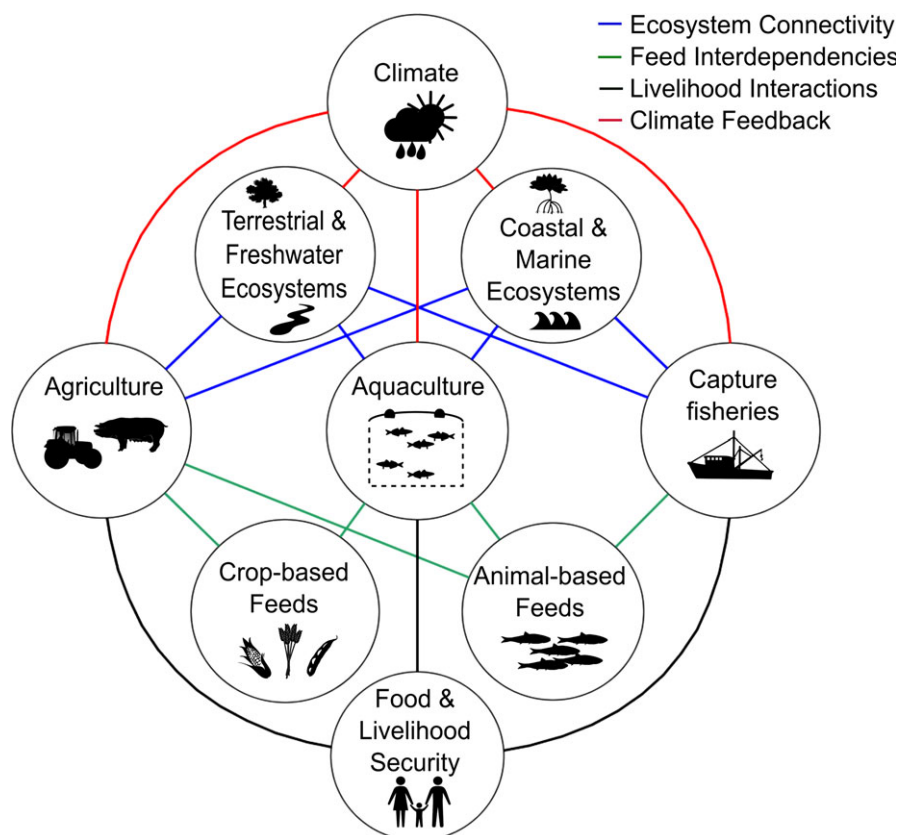 Ecosystem Connectivity
Feed Interdependencies
Livelihood Interactions
Climate Feedback
Climate
Terrestrial &
Freshwater
Ecosystems
Coastal &
Marine
Ecosystems
Agriculture
Aquaculture
Capture
fisheries
Crop-based
Feeds
Animal-based
Feeds
Food &
Livelihood
Security